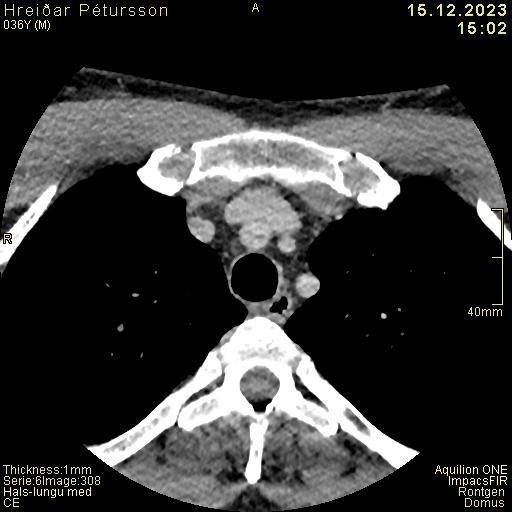 Hreiðar Pétursson
036Y (M)
A
15.12.2023
15:02
R
40mm
Thickness:1mm
Serie:6Image:308
Hals-lungu med
CE
Aquilion ONE
ImpacsFIR
Rontgen
Domus